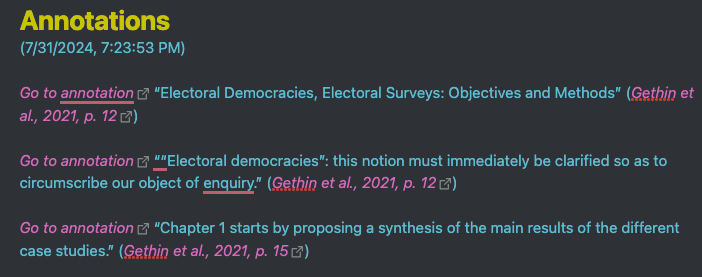 Annotations
(7/31/2024, 7:23:53 PM)
Go to annotation “Electoral Democracies, Electoral Surveys: Objectives and Methods” (Gethin et
al., 2021, p. 12)
Go to annotation ““Electoral democracies”: this notion must immediately be clarified so as to
circumscribe our object of enquiry.” (Gethin et al., 2021, p. 12)
Go to annotation “Chapter 1 starts by proposing a synthesis of the main results of the different
case studies.” (Gethin et al., 2021, p. 15)